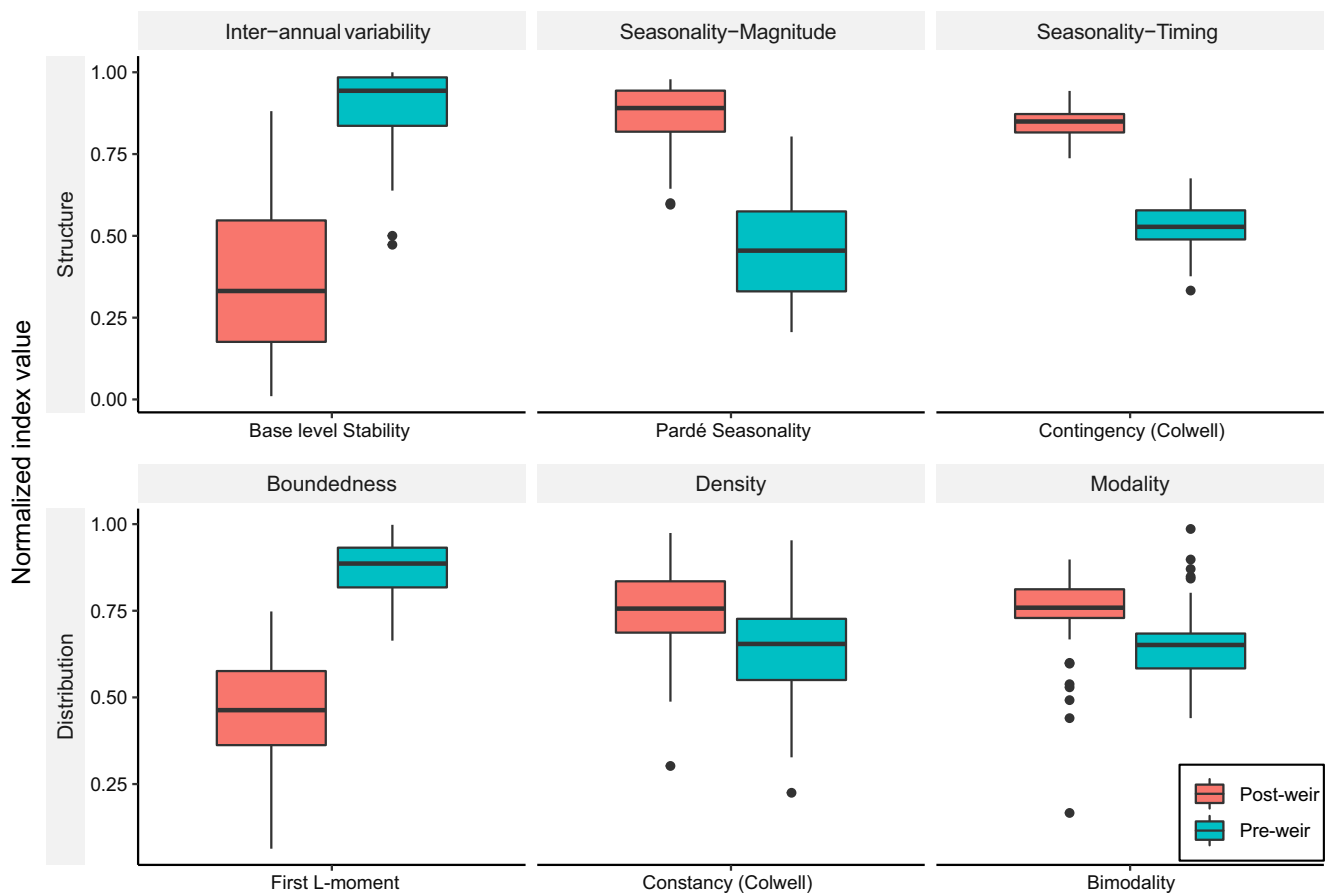 Inter-annual variability
Seasonality-Magnitude
Seasonality-Timing
Normalized index value
Structure
1.00
0.75
0.50
0.25
0.00
Base level Stability
Pardé Seasonality
Contingency (Colwell)
Boundedness
Density
Modality
Distribution
1.00
0.75
0.50
0.25
Post-weir
Pre-weir
First L-moment
Constancy (Colwell)
Bimodality